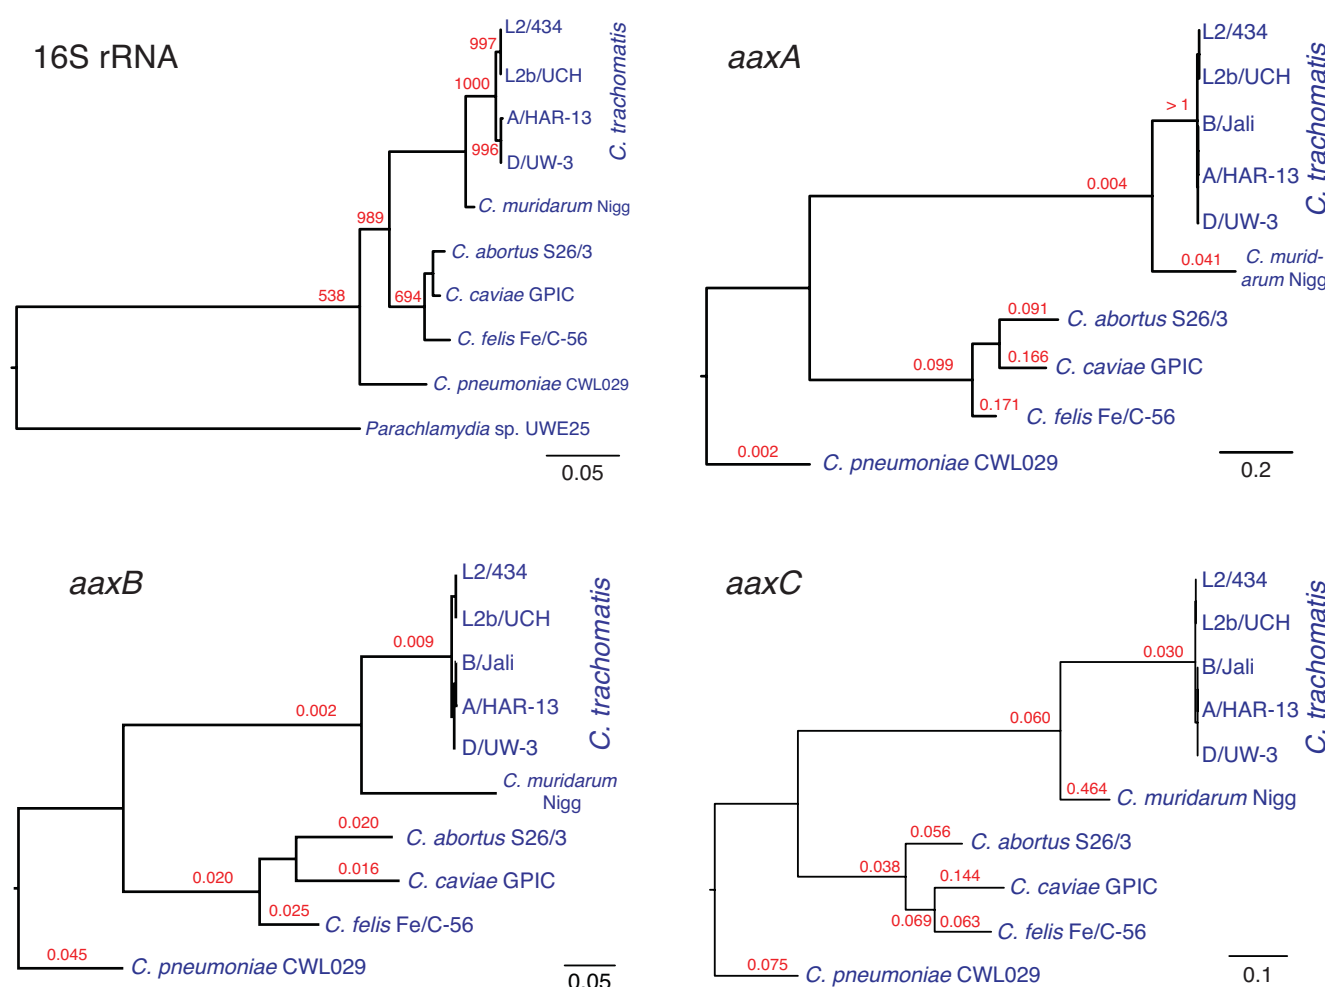 16S rRNA
L2/434
997
L2b/UCH
1000
A/HAR-13
996
D/UW-3
C. trachomatis
C. muridarum Nigg
989
C. abortus S26/3
538
694
C. caviae GPIC
C. felis Fe/C-56
C. pneumoniae CWL029
Parachlamydia sp. UWE25
0.05
aaxA
L2/434
L2b/UCH
> 1
B/Jali
A/HAR-13
D/UW-3
C. trachomatis
0.004
0.041
C. murid-
arum Nigg
0.091
C. abortus S26/3
0.099
0.166
C. caviae GPIC
0.171
C. felis Fe/C-56
0.002
C. pneumoniae CWL029
0.2
aaxB
L2/434
L2b/UCH
0.009
B/Jali
A/HAR-13
D/UW-3
C. trachomatis
0.002
C. muridarum
Nigg
0.020
C. abortus S26/3
0.020
0.016
C. caviae GPIC
0.025
C. felis Fe/C-56
0.045
C. pneumoniae CWL029
0.05
aaxC
L2/434
L2b/UCH
0.030
B/Jali
A/HAR-13
D/UW-3
C. trachomatis
0.060
0.464
C. muridarum Nigg
0.056
C. abortus S26/3
0.038
0.144
C. caviae GPIC
0.069
0.063
C. felis Fe/C-56
0.075
C. pneumoniae CWL029
0.1